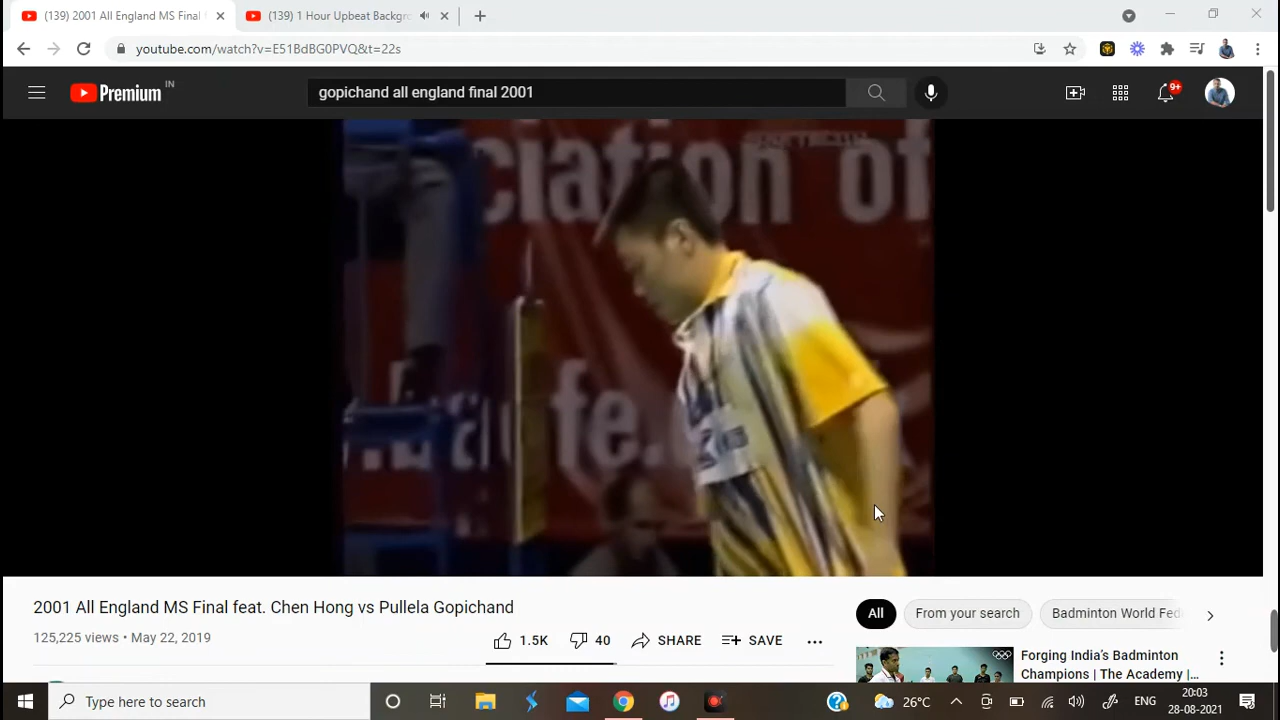 (139) 2001 All England MS Final
(139) 1 Hour Upbeat Backgro
youtube.com/watch?v=E51BdBG0PVQ&t=22s
Premium IN
gopichand all england final 2001
9+
ciation of
fe.
2001 All England MS Final feat. Chen Hong vs Pullela Gopichand
125,225 views • May 22, 2019
1.5K
40
SHARE
SAVE
All
From your search
Badminton World Fed
Forging India's Badminton
Champions | The Academy |...
Type here to search
26°C
ENG
20:03
28-08-2021